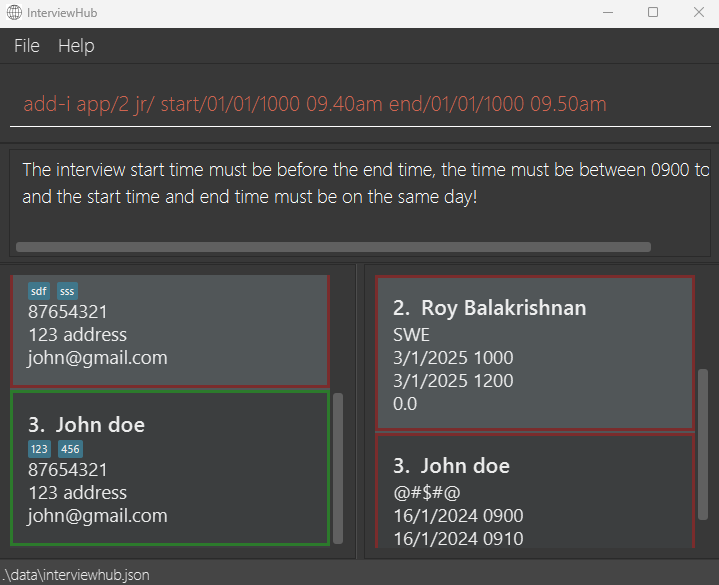 InterviewHub
File Help
add-i app/2 jr/ start/01/01/1000 09.40am end/01/01/1000 09.50am
The interview start time must be before the end time, the time must be between 0900 to
and the start time and end time must be on the same day!
sdf sss
87654321
123 address
john@gmail.com
3. John doe
123 456
87654321
123 address
john@gmail.com
2. Roy Balakrishnan
SWE
3/1/2025 1000
3/1/2025 1200
0.0
3. John doe
@#$#@
16/1/2024 0900
16/1/2024 0910
.\data\interviewhub.json